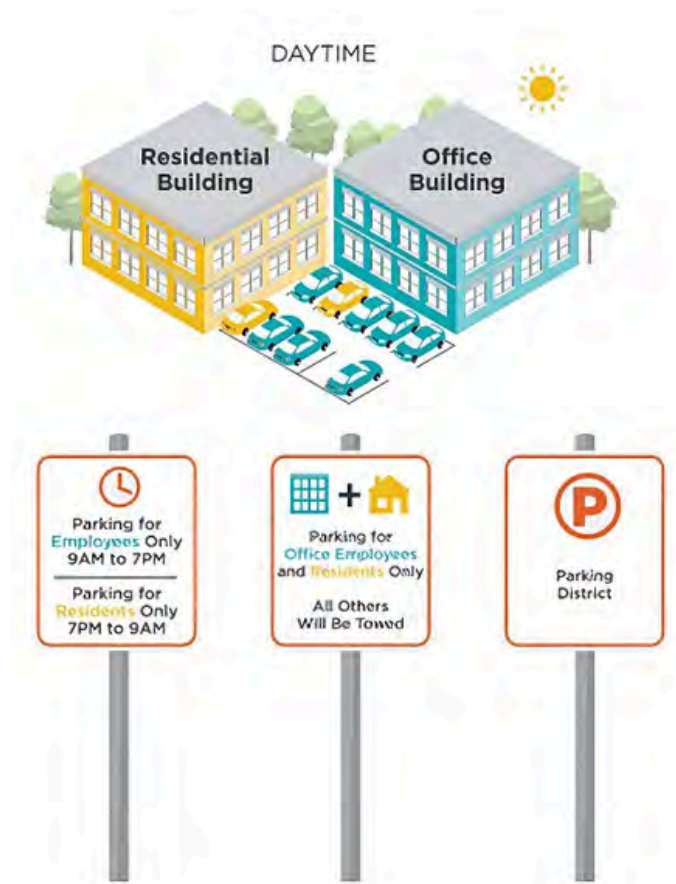 DAYTIME
Residential
Building
Office
Building
Parking for
Employees Only
9AM to 7PM
Parking for
Residents Only
7PM to 9AM
+
Parking for
Office Employees
and Residents Only
All Others
Will Be Towed
P
Parking
District